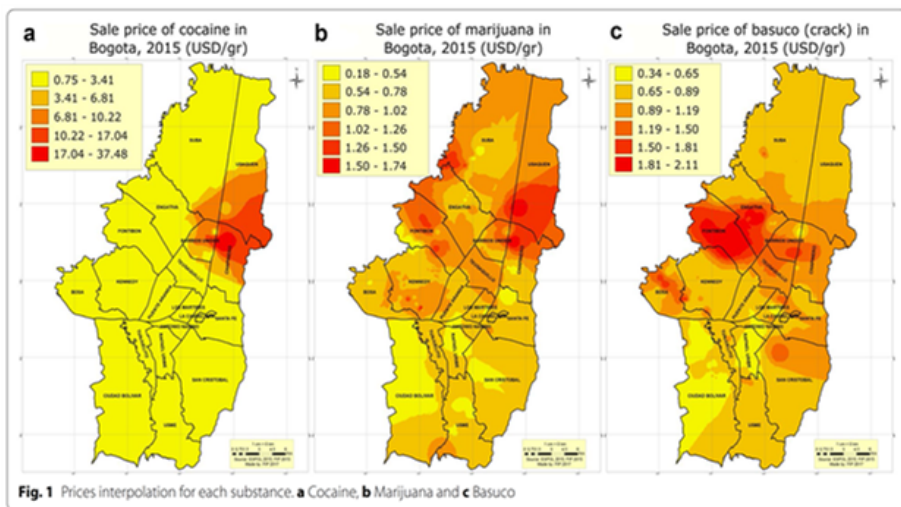 a
Sale price of cocaine in
Bogota, 2015 (USD/gr)
0.75 - 3.41
3.41 - 6.81
6.81 - 10.22
10.22 - 17.04
17.04 - 37.48
SUBA
USAQUEN
ENGATIVA
FONTIBON
BARRIOS UNIDOS
KENNEDY
BOSA
LOS MARTIRES
SANTA FE
SAN CRISTOBAL
CIUDAD BOLIVAR
USME
b
Sale price of marijuana in
Bogota, 2015 (USD/gr)
0.18 - 0.54
0.54 - 0.78
0.78 - 1.02
1.02 - 1.26
1.26 - 1.50
1.50 - 1.74
SUBA
USAQUEN
ENGATIVA
FONTIBON
BARRIOS UNIDOS
KENNEDY
BOSA
LOS MARTIRES
SANTA FE
SAN CRISTOBAL
CIUDAD BOLIVAR
USME
c
Sale price of basuco (crack) in
Bogota, 2015 (USD/gr)
0.34 - 0.65
0.65 - 0.89
0.89 - 1.19
1.19 - 1.50
1.50 - 1.81
1.81 - 2.11
SUBA
USAQUEN
ENGATIVA
FONTIBON
BARRIOS UNIDOS
KENNEDY
BOSA
LOS MARTIRES
SANTA FE
SAN CRISTOBAL
CIUDAD BOLIVAR
USME
Fig. 1 Prices interpolation for each substance. a Cocaine, b Marijuana and c Basuco